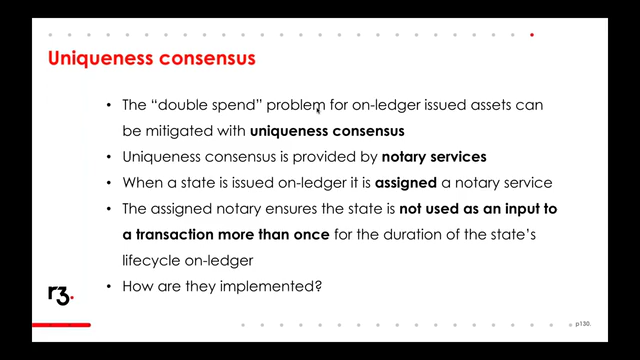 Uniqueness consensus
• The “double spend” problem for on-ledger issued assets can
be mitigated with uniqueness consensus
• Uniqueness consensus is provided by notary services
• When a state is issued on-ledger it is assigned a notary service
• The assigned notary ensures the state is not used as an input to
a transaction more than once for the duration of the state’s
lifecycle on-ledger
• How are they implemented?
r3.
p130.